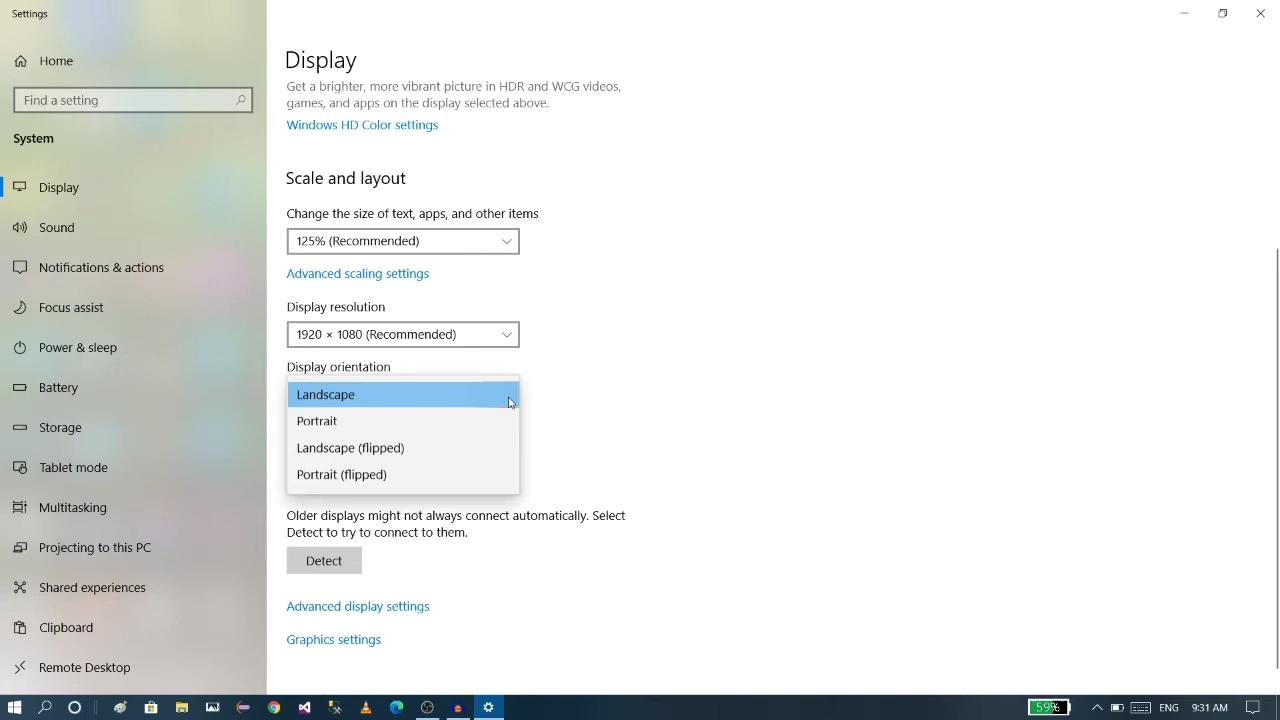 Settings
Home
Find a setting
System
Display
Sound
Notifications & actions
Focus assist
Power & sleep
Battery
Storage
Tablet mode
Multitasking
Projecting to this PC
Shared experiences
Clipboard
Remote Desktop
Display
Get a brighter, more vibrant picture in HDR and WCG videos,
games, and apps on the display selected above.
Windows HD Color settings
Scale and layout
Change the size of text, apps, and other items
125% (Recommended)
Advanced scaling settings
Display resolution
1920 × 1080 (Recommended)
Display orientation
Landscape
Portrait
Landscape (flipped)
Portrait (flipped)
Older displays might not always connect automatically. Select
Detect to try to connect to them.
Detect
Advanced display settings
Graphics settings
59%
ENG
9:31 AM